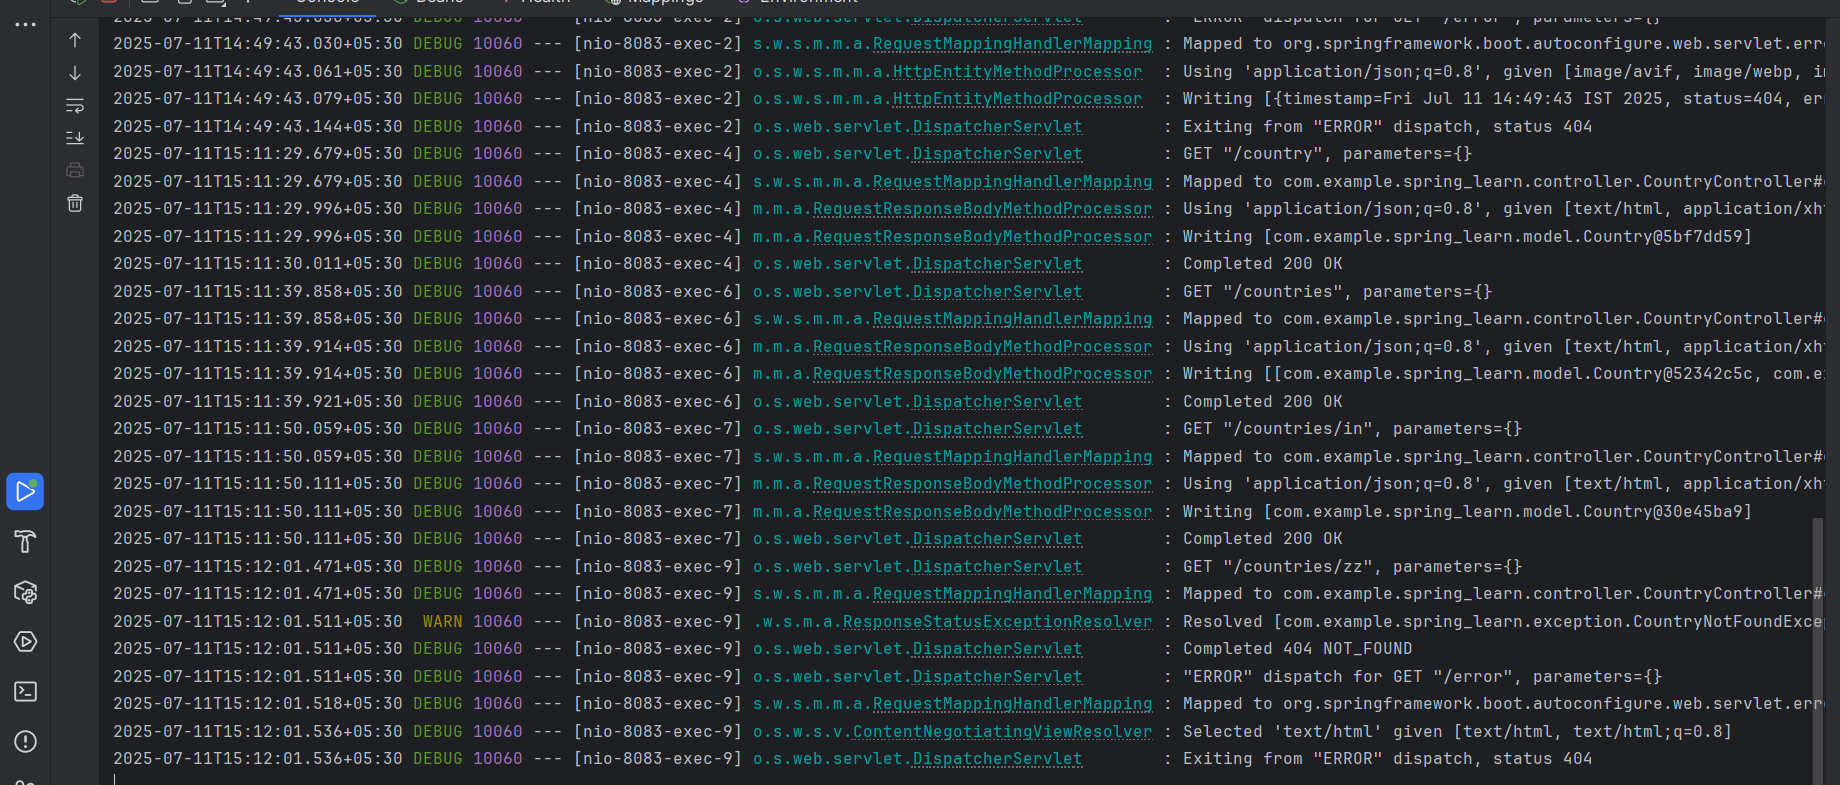 Console Beans Health Mappings Environment
"ERROR" dispatch for GET "/error", parameters={}
2025-07-11T14:49:43.030+05:30 DEBUG 10060 --- [nio-8083-exec-2] s.w.s.m.m.a.RequestMappingHandlerMapping : Mapped to org.springframework.boot.autoconfigure.web.servlet.erro
2025-07-11T14:49:43.061+05:30 DEBUG 10060 --- [nio-8083-exec-2] o.s.w.s.m.m.a.HttpEntityMethodProcessor : Using 'application/json;q=0.8', given [image/avif, image/webp, im
2025-07-11T14:49:43.079+05:30 DEBUG 10060 --- [nio-8083-exec-2] o.s.w.s.m.m.a.HttpEntityMethodProcessor : Writing [{timestamp=Fri Jul 11 14:49:43 IST 2025, status=404, err
2025-07-11T14:49:43.144+05:30 DEBUG 10060 --- [nio-8083-exec-2] o.s.web.servlet.DispatcherServlet : Exiting from "ERROR" dispatch, status 404
2025-07-11T15:11:29.679+05:30 DEBUG 10060 --- [nio-8083-exec-4] o.s.web.servlet.DispatcherServlet : GET "/country", parameters={}
2025-07-11T15:11:29.679+05:30 DEBUG 10060 --- [nio-8083-exec-4] s.w.s.m.m.a.RequestMappingHandlerMapping : Mapped to com.example.spring_learn.controller.CountryController#
2025-07-11T15:11:29.996+05:30 DEBUG 10060 --- [nio-8083-exec-4] m.m.a.RequestResponseBodyMethodProcessor : Using 'application/json;q=0.8', given [text/html, application/xht
2025-07-11T15:11:29.996+05:30 DEBUG 10060 --- [nio-8083-exec-4] m.m.a.RequestResponseBodyMethodProcessor : Writing [com.example.spring_learn.model.Country@5bf7dd59]
2025-07-11T15:11:30.011+05:30 DEBUG 10060 --- [nio-8083-exec-4] o.s.web.servlet.DispatcherServlet : Completed 200 OK
2025-07-11T15:11:39.858+05:30 DEBUG 10060 --- [nio-8083-exec-6] o.s.web.servlet.DispatcherServlet : GET "/countries", parameters={}
2025-07-11T15:11:39.858+05:30 DEBUG 10060 --- [nio-8083-exec-6] s.w.s.m.m.a.RequestMappingHandlerMapping : Mapped to com.example.spring_learn.controller.CountryController#
2025-07-11T15:11:39.914+05:30 DEBUG 10060 --- [nio-8083-exec-6] m.m.a.RequestResponseBodyMethodProcessor : Using 'application/json;q=0.8', given [text/html, application/xht
2025-07-11T15:11:39.914+05:30 DEBUG 10060 --- [nio-8083-exec-6] m.m.a.RequestResponseBodyMethodProcessor : Writing [[com.example.spring_learn.model.Country@52342c5c, com.ex
2025-07-11T15:11:39.921+05:30 DEBUG 10060 --- [nio-8083-exec-6] o.s.web.servlet.DispatcherServlet : Completed 200 OK
2025-07-11T15:11:50.059+05:30 DEBUG 10060 --- [nio-8083-exec-7] o.s.web.servlet.DispatcherServlet : GET "/countries/in", parameters={}
2025-07-11T15:11:50.059+05:30 DEBUG 10060 --- [nio-8083-exec-7] s.w.s.m.m.a.RequestMappingHandlerMapping : Mapped to com.example.spring_learn.controller.CountryController#
2025-07-11T15:11:50.111+05:30 DEBUG 10060 --- [nio-8083-exec-7] m.m.a.RequestResponseBodyMethodProcessor : Using 'application/json;q=0.8', given [text/html, application/xht
2025-07-11T15:11:50.111+05:30 DEBUG 10060 --- [nio-8083-exec-7] m.m.a.RequestResponseBodyMethodProcessor : Writing [com.example.spring_learn.model.Country@30e45ba9]
2025-07-11T15:11:50.111+05:30 DEBUG 10060 --- [nio-8083-exec-7] o.s.web.servlet.DispatcherServlet : Completed 200 OK
2025-07-11T15:12:01.471+05:30 DEBUG 10060 --- [nio-8083-exec-9] o.s.web.servlet.DispatcherServlet : GET "/countries/zz", parameters={}
2025-07-11T15:12:01.471+05:30 DEBUG 10060 --- [nio-8083-exec-9] s.w.s.m.m.a.RequestMappingHandlerMapping : Mapped to com.example.spring_learn.controller.CountryController#
2025-07-11T15:12:01.511+05:30 WARN 10060 --- [nio-8083-exec-9] .w.s.m.a.ResponseStatusExceptionResolver : Resolved [com.example.spring_learn.exception.CountryNotFoundExcep
2025-07-11T15:12:01.511+05:30 DEBUG 10060 --- [nio-8083-exec-9] o.s.web.servlet.DispatcherServlet : Completed 404 NOT_FOUND
2025-07-11T15:12:01.511+05:30 DEBUG 10060 --- [nio-8083-exec-9] o.s.web.servlet.DispatcherServlet : "ERROR" dispatch for GET "/error", parameters={}
2025-07-11T15:12:01.518+05:30 DEBUG 10060 --- [nio-8083-exec-9] s.w.s.m.m.a.RequestMappingHandlerMapping : Mapped to org.springframework.boot.autoconfigure.web.servlet.erro
2025-07-11T15:12:01.536+05:30 DEBUG 10060 --- [nio-8083-exec-9] o.s.w.s.v.ContentNegotiatingViewResolver : Selected 'text/html' given [text/html, text/html;q=0.8]
2025-07-11T15:12:01.536+05:30 DEBUG 10060 --- [nio-8083-exec-9] o.s.web.servlet.DispatcherServlet : Exiting from "ERROR" dispatch, status 404